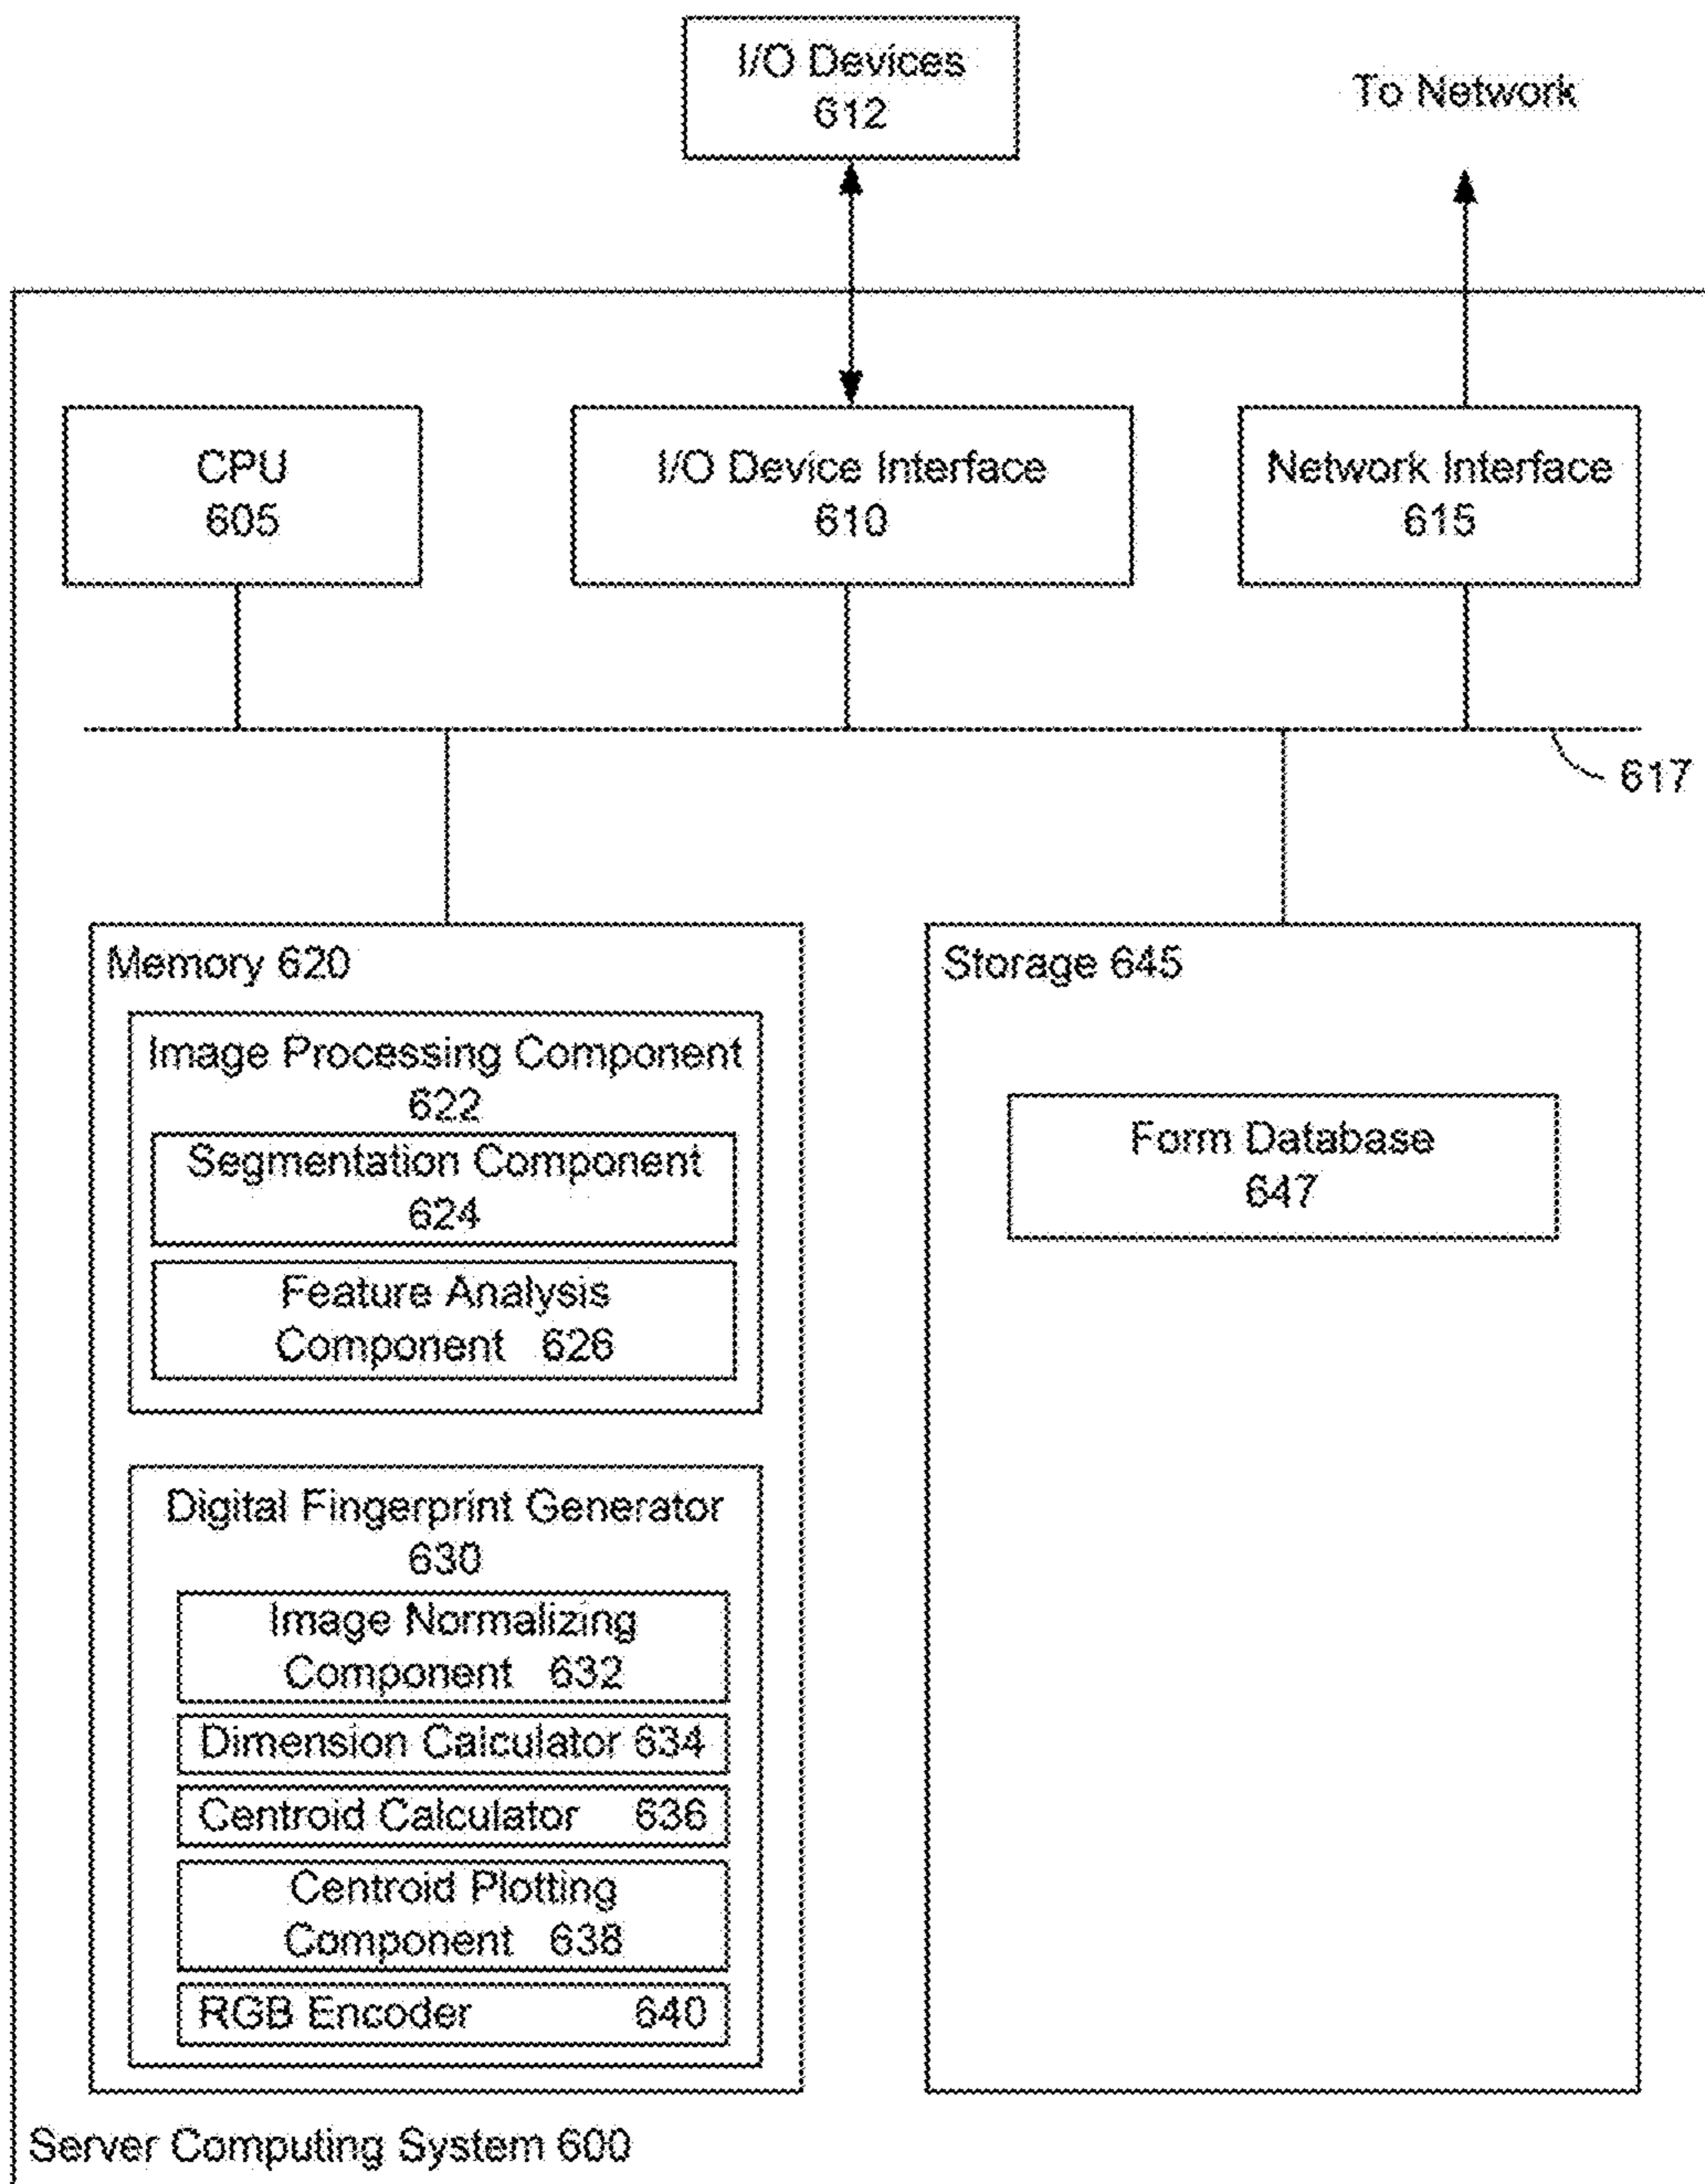 I/O Devices
612
To Network
CPU
605
I/O Device Interface
610
Network Interface
615
617
Memory 620
Image Processing Component
622
Segmentation Component
624
Feature Analysis
Component 626
Digital Fingerprint Generator
630
Image Normalizing
Component 632
Dimension Calculator 634
Centroid Calculator 636
Centroid Plotting
Component 638
RGB Encoder 640
Storage 645
Form Database
647
Server Computing System 600